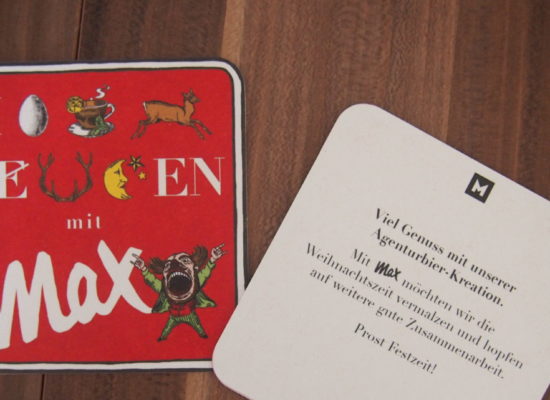 EN
mit
Max
M
Viel Genuss mit unserer
Agenturbier-Kreation.
Mit Max möchten wir die
Weihnachtszeit vermalzen und hopfen
auf weitere gute Zusammenarbeit.
Prost Festzeit!